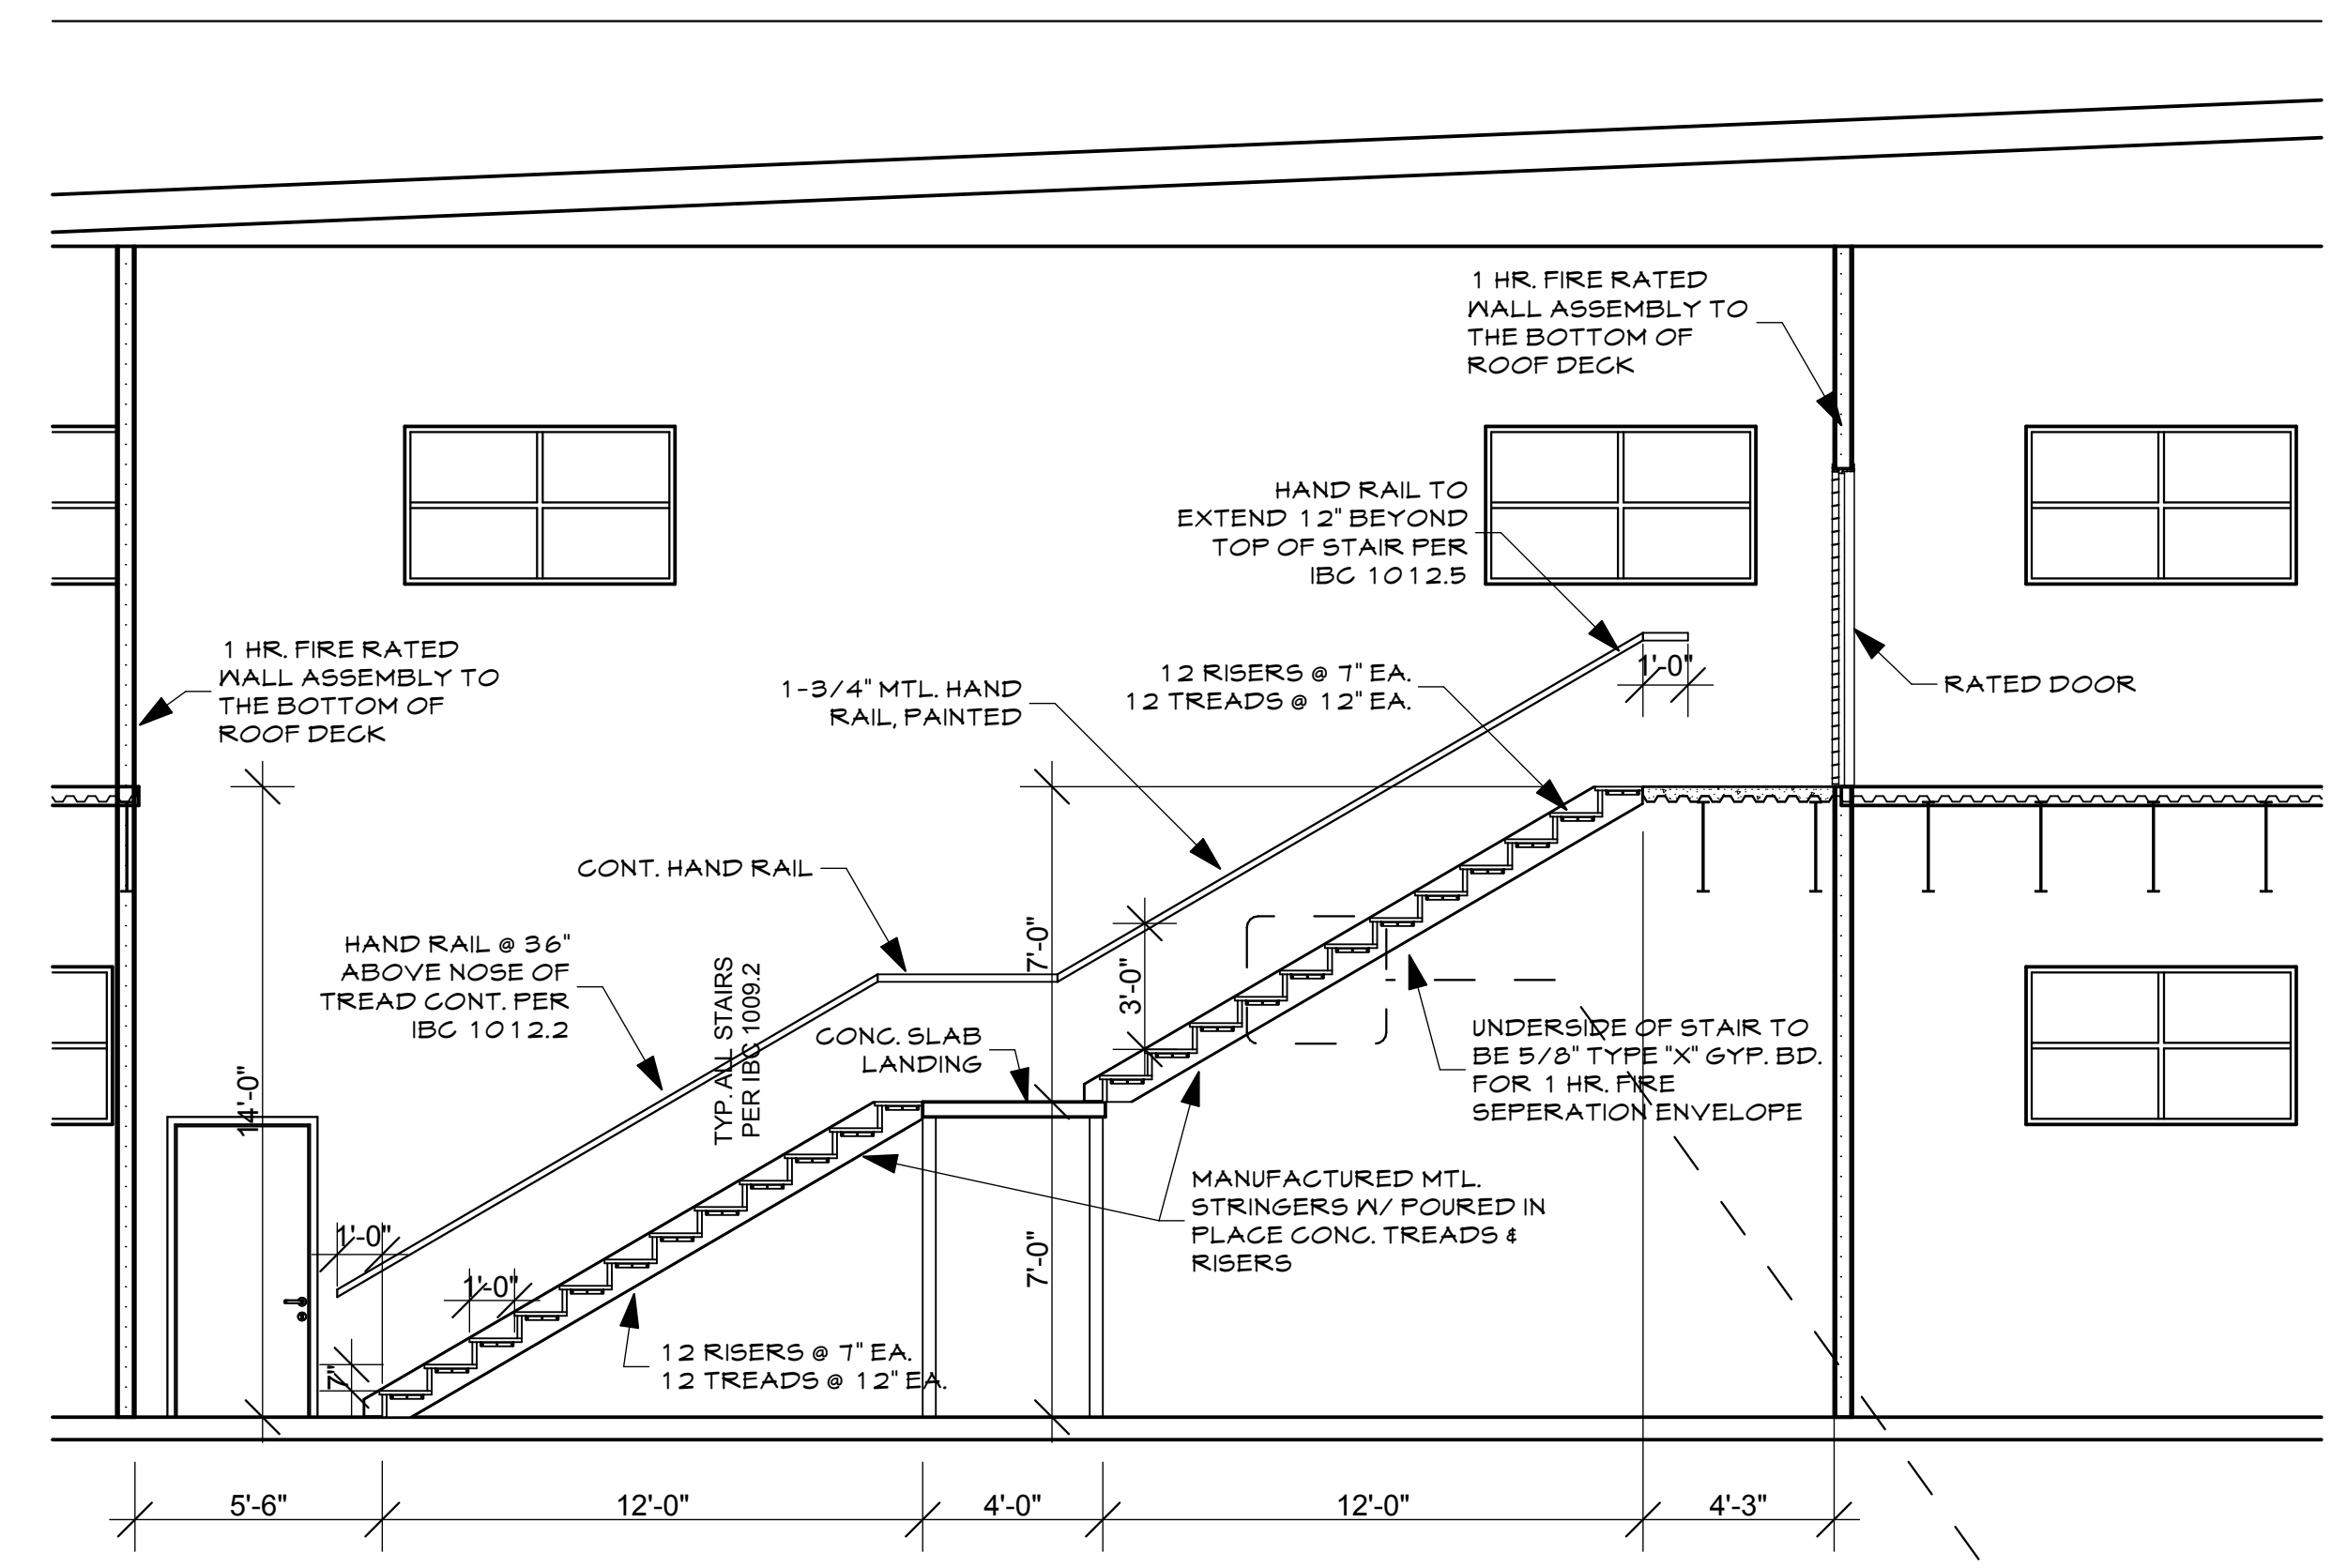 1 HR. FIRE RATED
WALL ASSEMBLY TO
THE BOTTOM OF
ROOF DECK
HAND RAIL TO
EXTEND 12" BEYOND
TOP OF STAIR PER
IBC 1012.5
1 HR. FIRE RATED
WALL ASSEMBLY TO
THE BOTTOM OF
ROOF DECK
1-3/4" MTL. HAND
RAIL, PAINTED
12 RISERS @ 7" EA.
12 TREADS @ 12" EA.
1'-0"
RATED DOOR
CONT. HAND RAIL
HAND RAIL @ 36"
ABOVE NOSE OF
TREAD CONT. PER
IBC 1012.2
TYP. ALL STAIRS
PER IBC 1009.2
7'-0"
3'-0"
CONC. SLAB
LANDING
UNDERSIDE OF STAIR TO
BE 5/8" TYPE "X" GYP. BD.
FOR 1 HR. FIRE
SEPERATION ENVELOPE
14'-0"
MANUFACTURED MTL.
STRINGERS W/ POURED IN
PLACE CONC. TREADS &
RISERS
1'-0"
1'-0"
7'-0"
7"
12 RISERS @ 7" EA.
12 TREADS @ 12" EA.
5'-6"
12'-0"
4'-0"
12'-0"
4'-3"